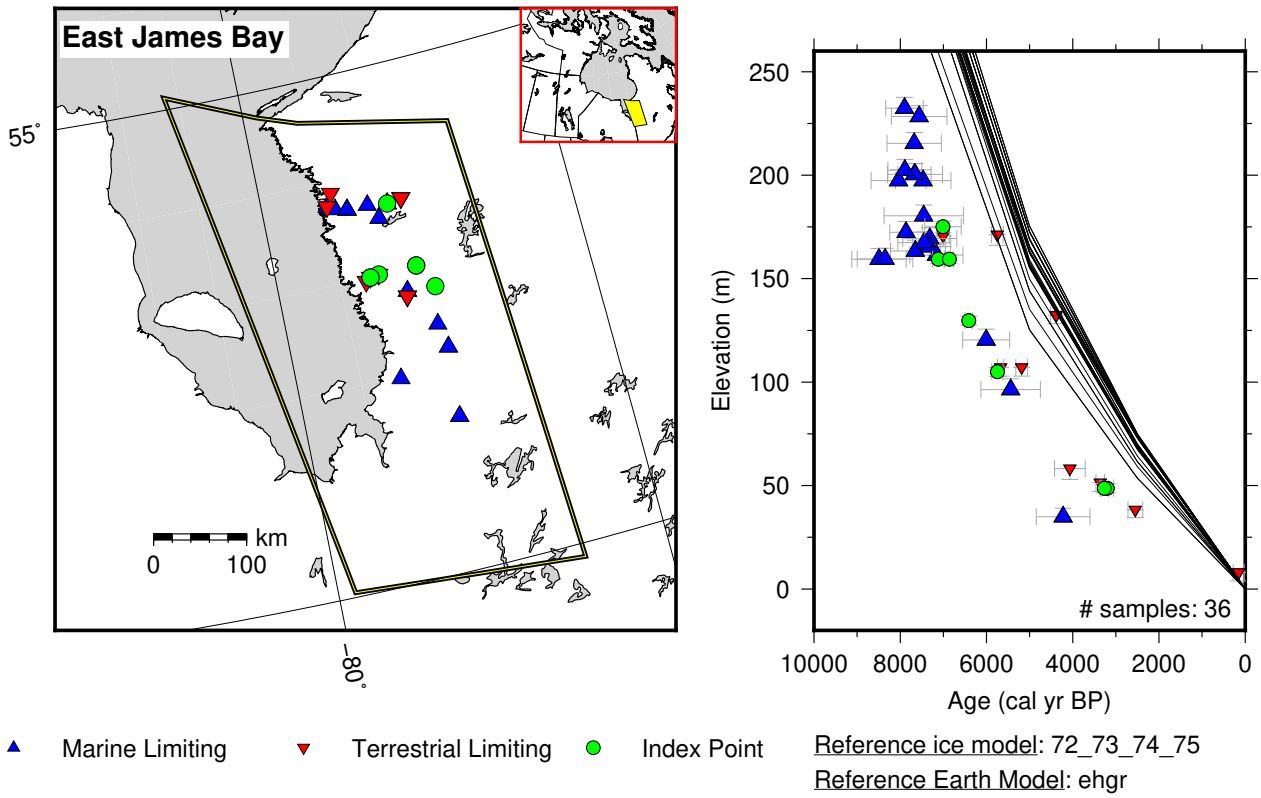 East James Bay
55°
-80°
km
0 100
250
200
150
100
50
0
Elevation (m)
# samples: 36
10000 8000 6000 4000 2000 0
Age (cal yr BP)
Marine Limiting Terrestrial Limiting Index Point
Reference ice model: 72_73_74_75
Reference Earth Model: ehgr